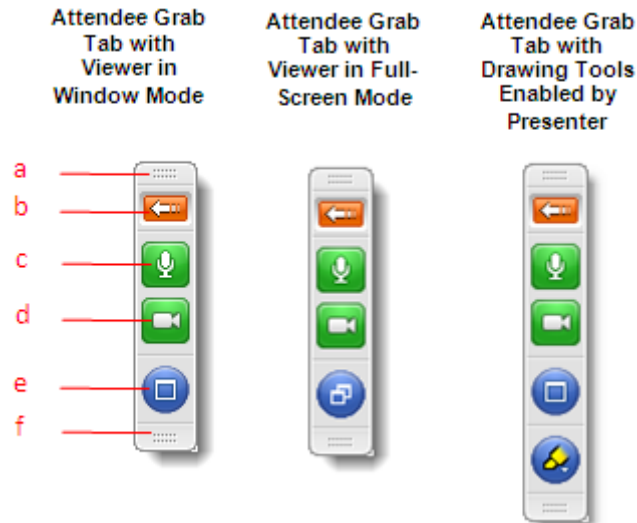 Attendee Grab
Tab with
Viewer in
Window Mode
Attendee Grab
Tab with
Viewer in Full-
Screen Mode
Attendee Grab
Tab with
Drawing Tools
Enabled by
Presenter
a
b
c
d
e
f